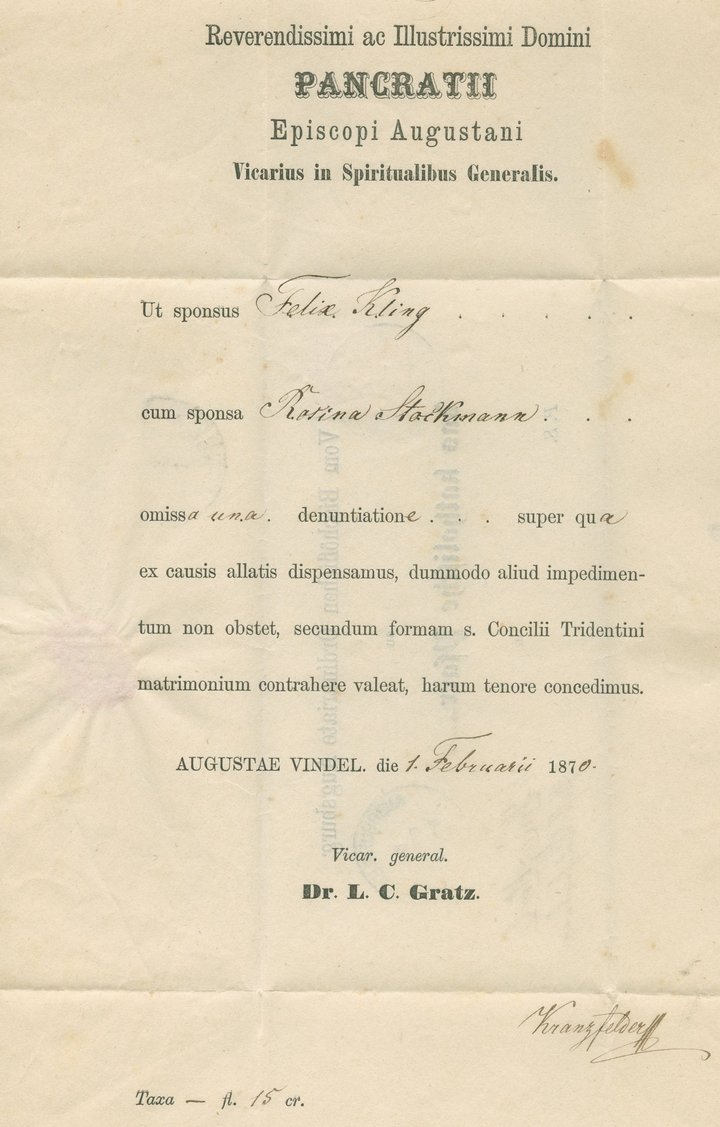 Reverendissimi ac Illustrissimi Domini
PANCRATII
Episcopi Augustani
Vicarius in Spiritualibus Generalis.
Ut sponsus Felix Kling . . . . .
cum sponsa Rosina Stockmann . . .
omissa una. denuntiatione . . . super qua
ex causis allatis dispensamus, dummodo aliud impedimen-
tum non obstet, secundum formam s. Concilii Tridentini
matrimonium contrahere valeat, harum tenore concedimus.
AUGUSTAE VINDEL. die 1. Februarii 1870.
Vicar. general.
Dr. L. C. Gratz.
Kranzfelder
Taxa — fl. 15 cr.